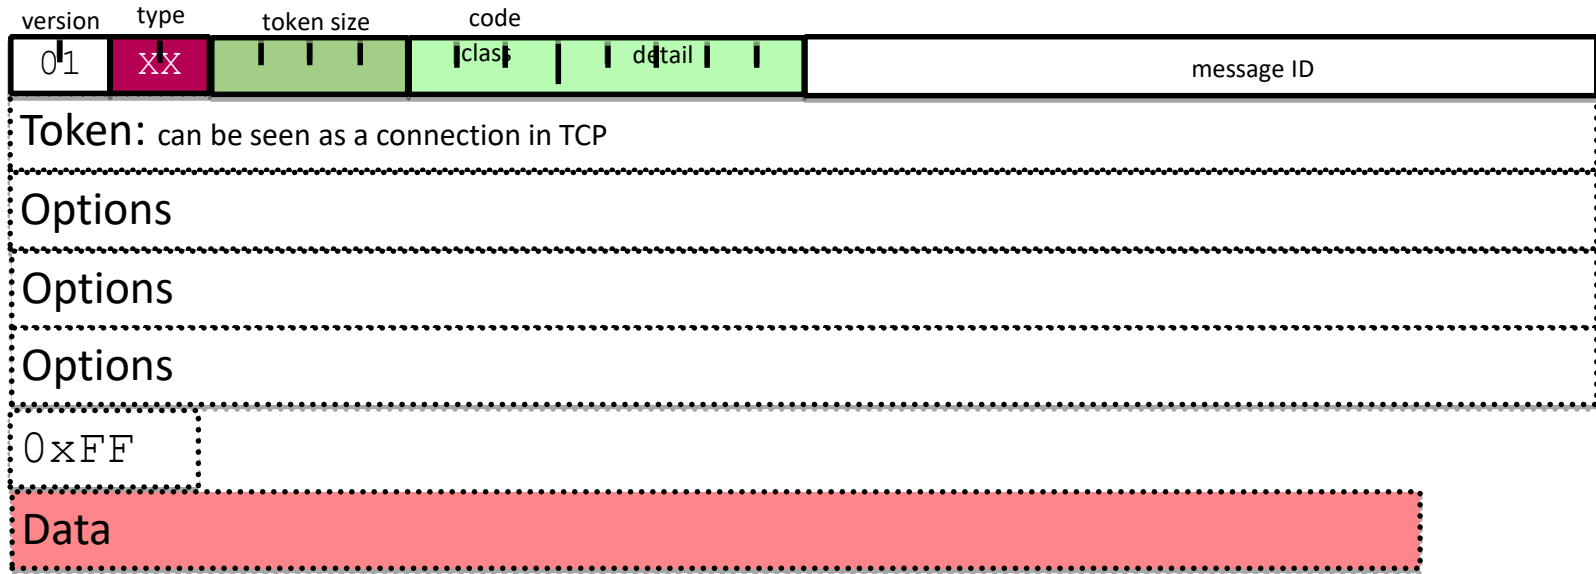 version type token size code
01 XX class detail message ID
Token: can be seen as a connection in TCP
Options
Options
Options
0xFF
Data